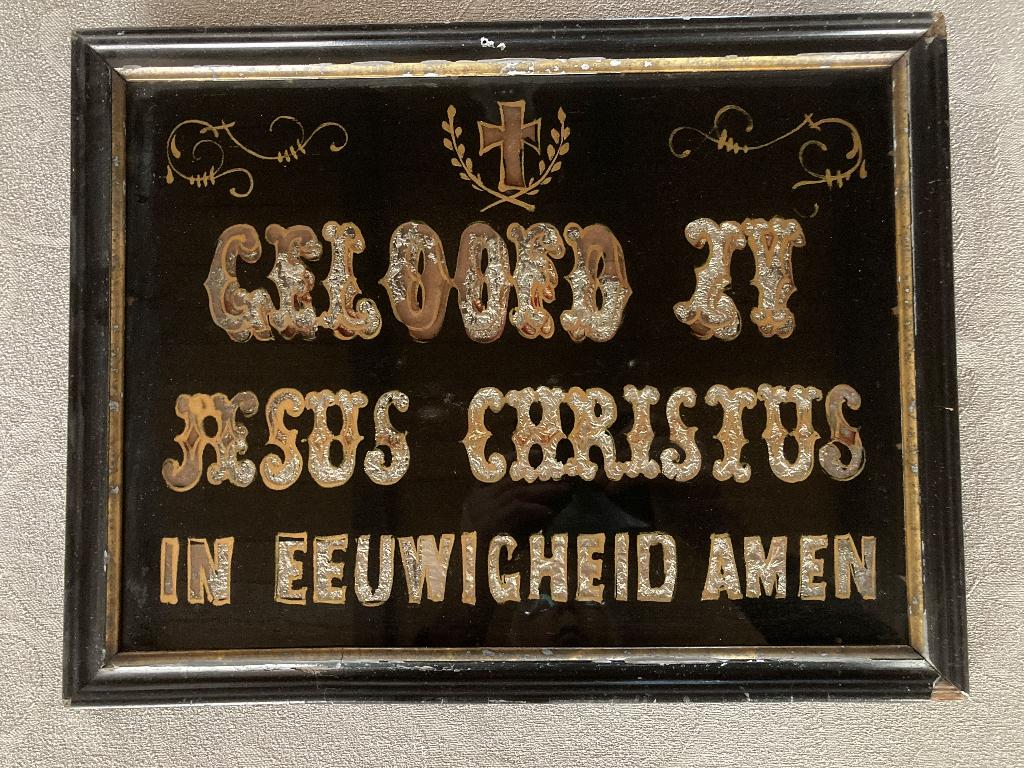 GELOOFD ZY
JESUS CHRISTUS
IN EEUWIGHEID AMEN